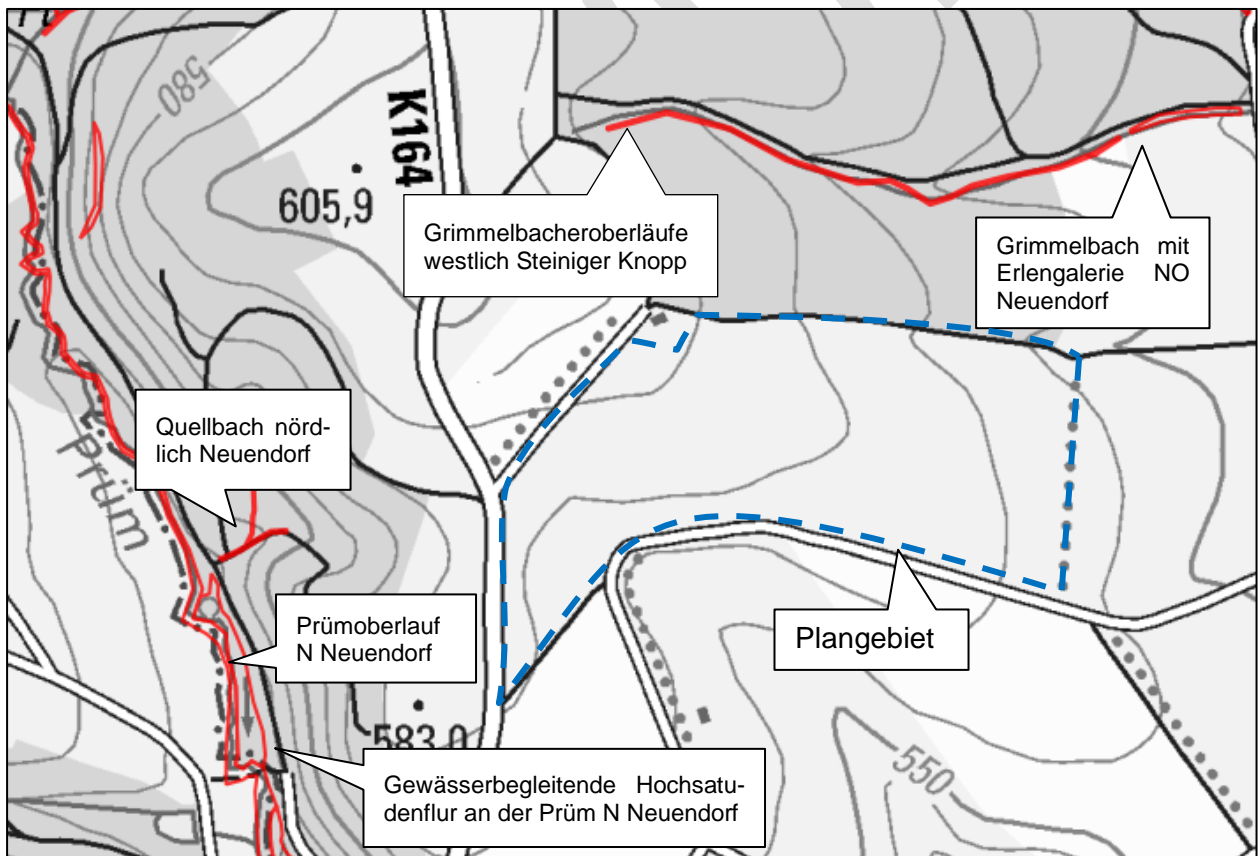 580
K164
605,9
Grimmelbacheroberläufe
westlich Steiniger Knopp
Grimmelbach mit
Erlengalerie NO
Neuendorf
Quellbach nörd-
lich Neuendorf
Prüm
Prümoberlauf
N Neuendorf
Plangebiet
583,0
550
Gewässerbegleitende Hochsatu-
denflur an der Prüm N Neuendorf